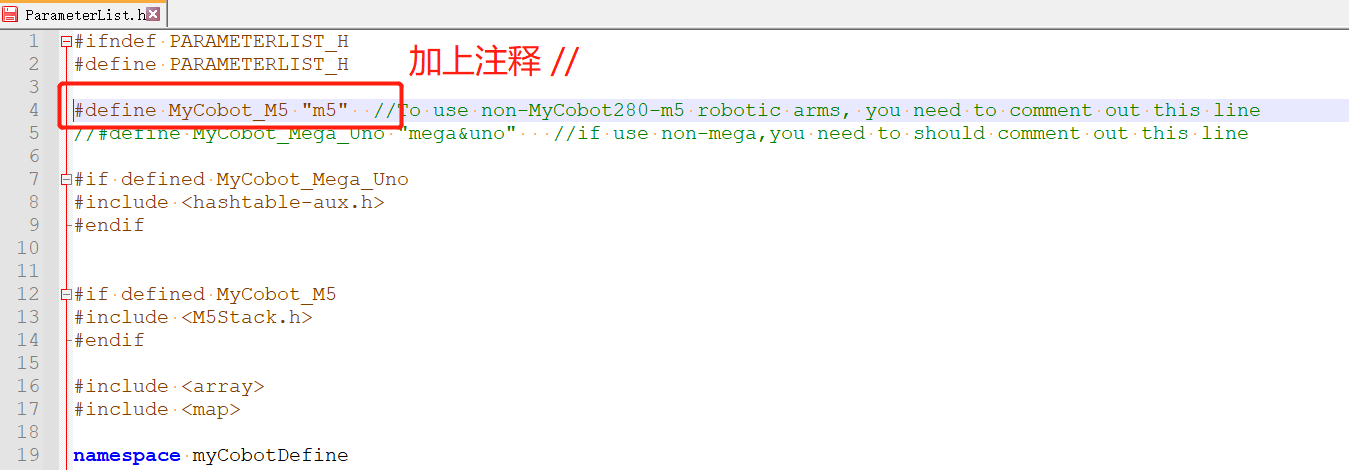 ParameterList.h
1 #ifndef PARAMETERLIST_H
2 #define PARAMETERLIST_H
加上注释 //
3
4 #define MyCobot_M5 "m5"  //To use non-MyCobot280-m5 robotic arms, you need to comment out this line
5 //#define MyCobot_Mega_Uno "mega&uno"   //if use non-mega,you need to should comment out this line
6
7 #if defined MyCobot_Mega_Uno
8 #include <hashtable-aux.h>
9 #endif
10
11
12 #if defined MyCobot_M5
13 #include <M5Stack.h>
14 #endif
15
16 #include <array>
17 #include <map>
18
19 namespace myCobotDefine